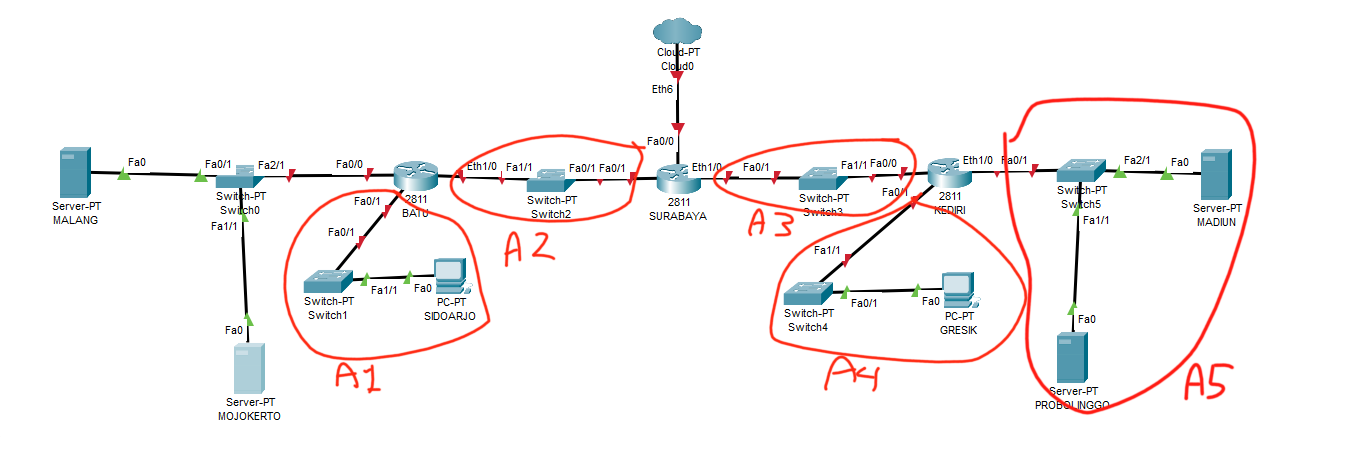 Cloud-PT
Cloud0
Eth6
Fa0/0
Fa0
Fa0/1
Fa2/1
Fa0/0
Server-PT
MALANG
Switch-PT
Switch0
Fa1/1
Fa0
Server-PT
MOJOKERTO
2811
BATU
Fa0/1
Fa0/1
Switch-PT
Switch1
Fa1/1
Fa0
PC-PT
SIDOARJO
A1
Eth1/0
Fa1/1
Fa0/1
Fa0/1
Switch-PT
Switch2
A2
2811
SURABAYA
Eth1/0
Fa0/1
Fa1/1
Fa0/0
Switch-PT
Switch3
A3
2811
KEDIRI
Fa0/1
Fa1/1
Switch-PT
Switch4
Fa0/1
Fa0
PC-PT
GRESIK
A4
Eth1/0
Fa0/1
Fa2/1
Fa0
Switch-PT
Switch5
Server-PT
MADIUN
Fa1/1
Fa0
Server-PT
PROBOLINGGO
A5